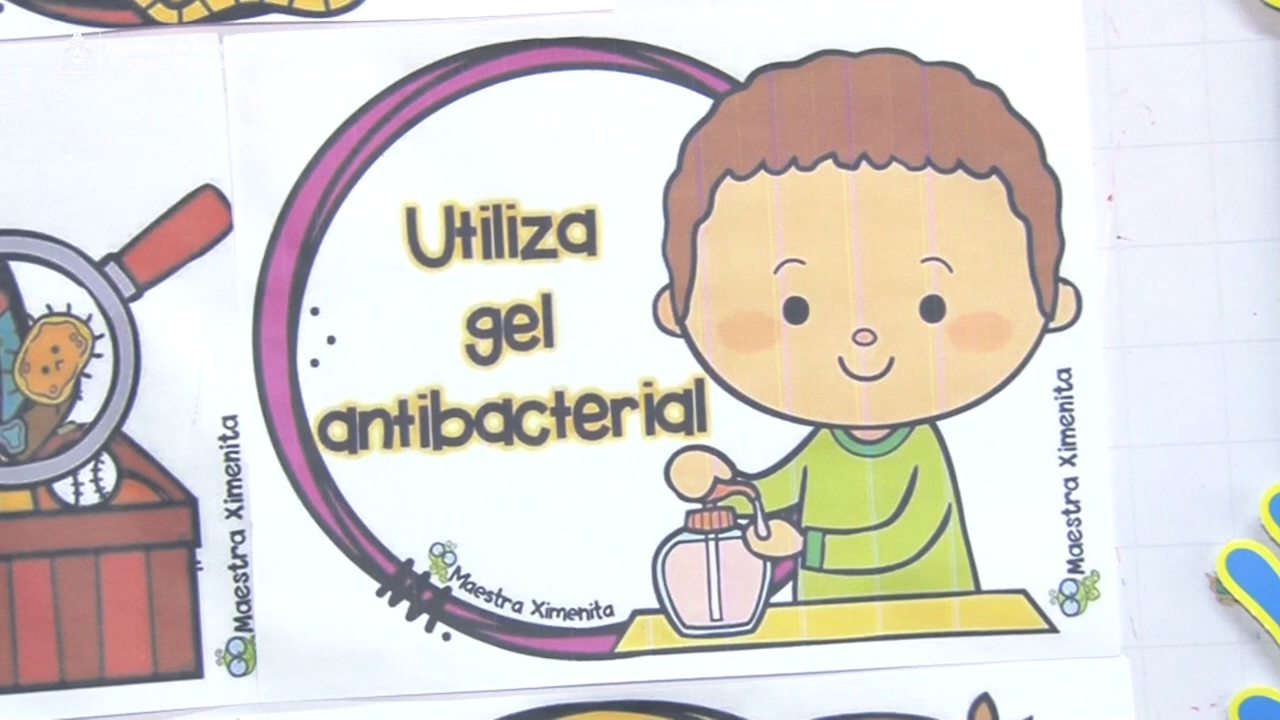 Utiliza
gel
antibacterial
Maestra Ximenita
Maestra Ximenita
Maestra Ximenita